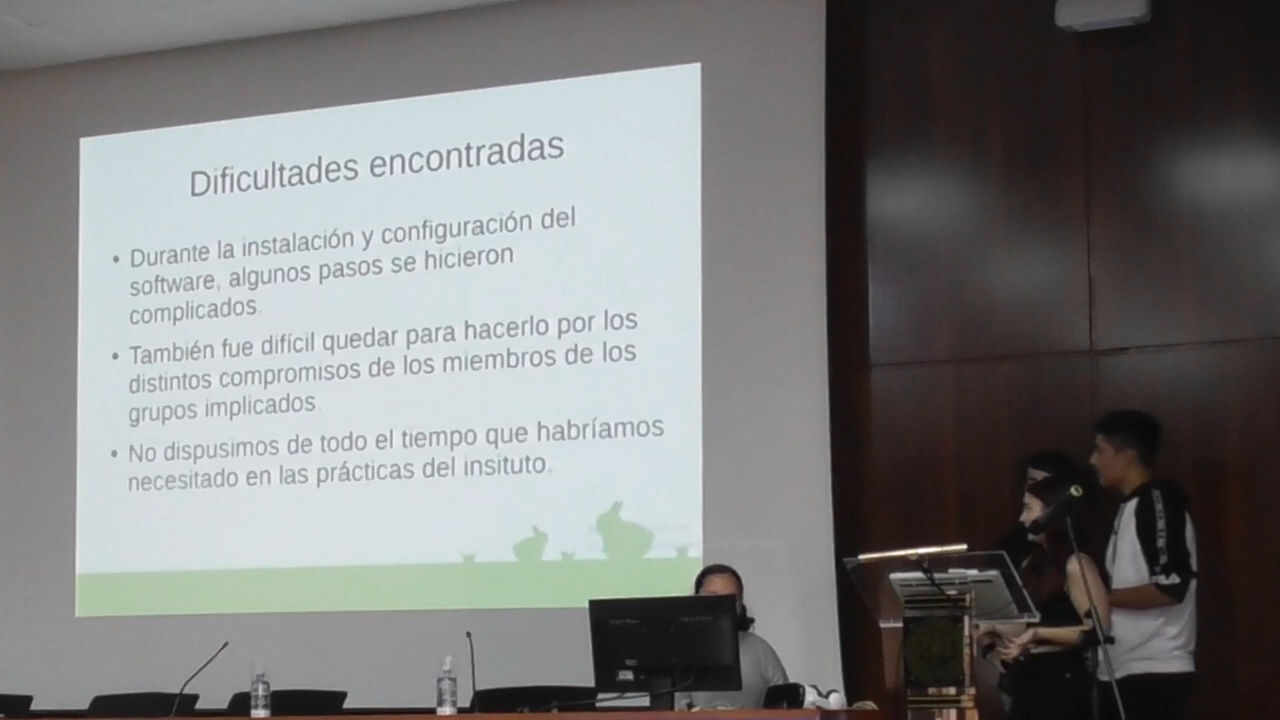 Dificultades encontradas
• Durante la instalación y configuración del
software, algunos pasos se hicieron
complicados.
• También fue difícil quedar para hacerlo por los
distintos compromisos de los miembros de los
grupos implicados.
• No dispusimos de todo el tiempo que habríamos
necesitado en las prácticas del insituto.